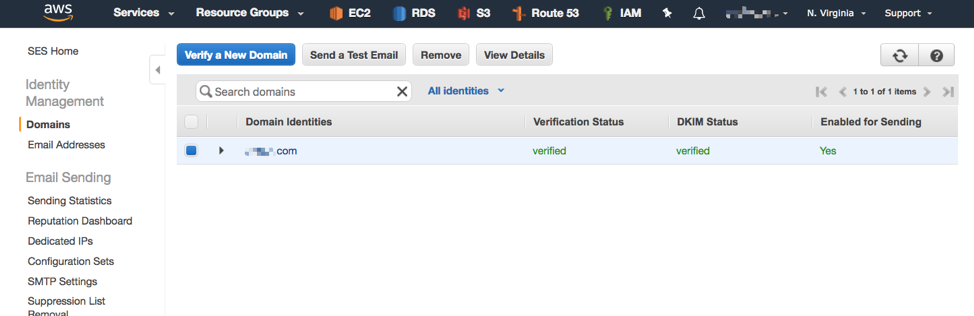 aws Services Resource Groups EC2 RDS S3 Route 53 IAM N. Virginia Support
SES Home
Identity
Management
Domains
Email Addresses
Email Sending
Sending Statistics
Reputation Dashboard
Dedicated IPs
Configuration Sets
SMTP Settings
Suppression List
Removal
Verify a New Domain Send a Test Email Remove View Details
Search domains All identities 1 to 1 of 1 items
Domain Identities Verification Status DKIM Status Enabled for Sending
.com verified verified Yes